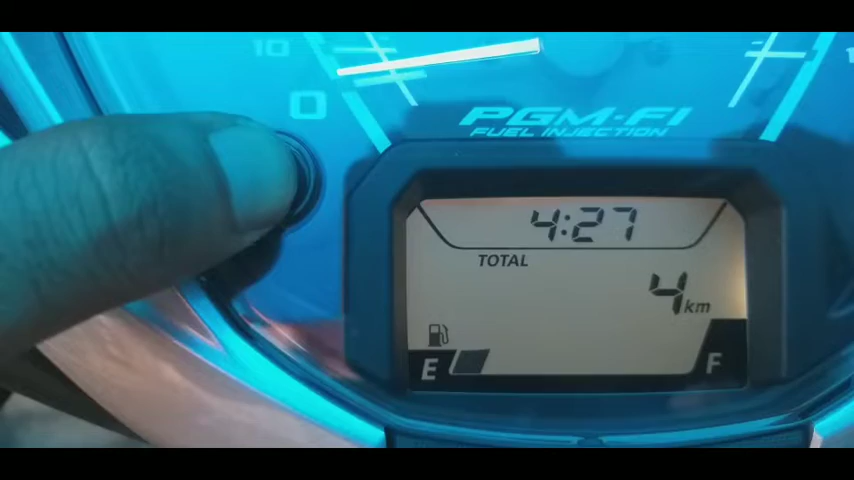 10
0
PGM-FI
FUEL INJECTION
4:27
TOTAL
4 km
E F